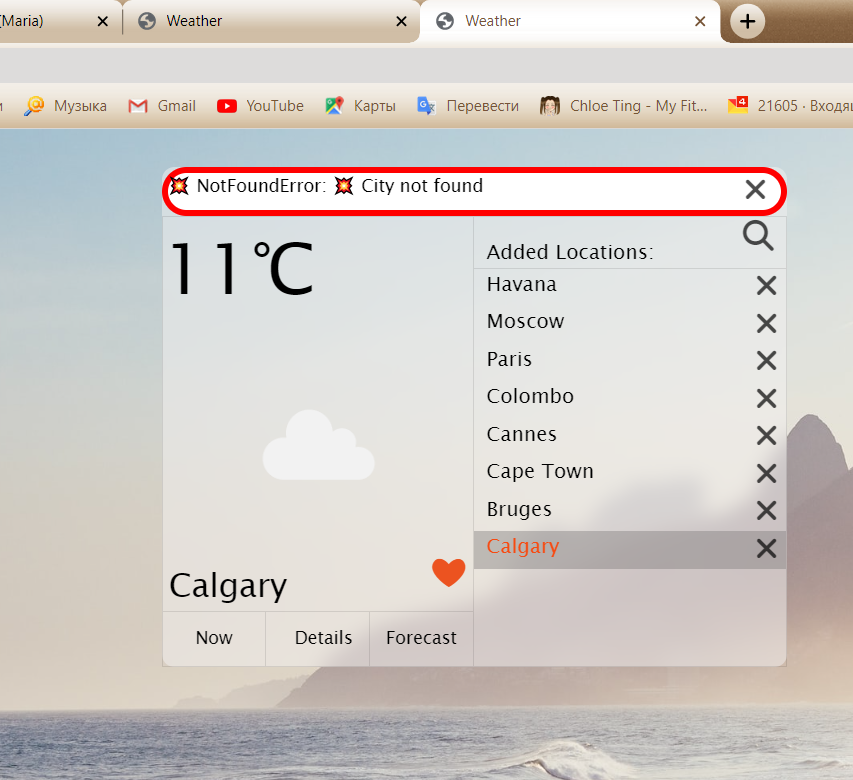 (Maria)
Weather
Weather
Музыка
Gmail
YouTube
Карты
Перевести
Chloe Ting - My Fit...
4
21605 · Входящ
💥 NotFoundError: 💥 City not found
11°C
Added Locations:
Havana
Moscow
Paris
Colombo
Cannes
Cape Town
Bruges
Calgary
Calgary
Now
Details
Forecast